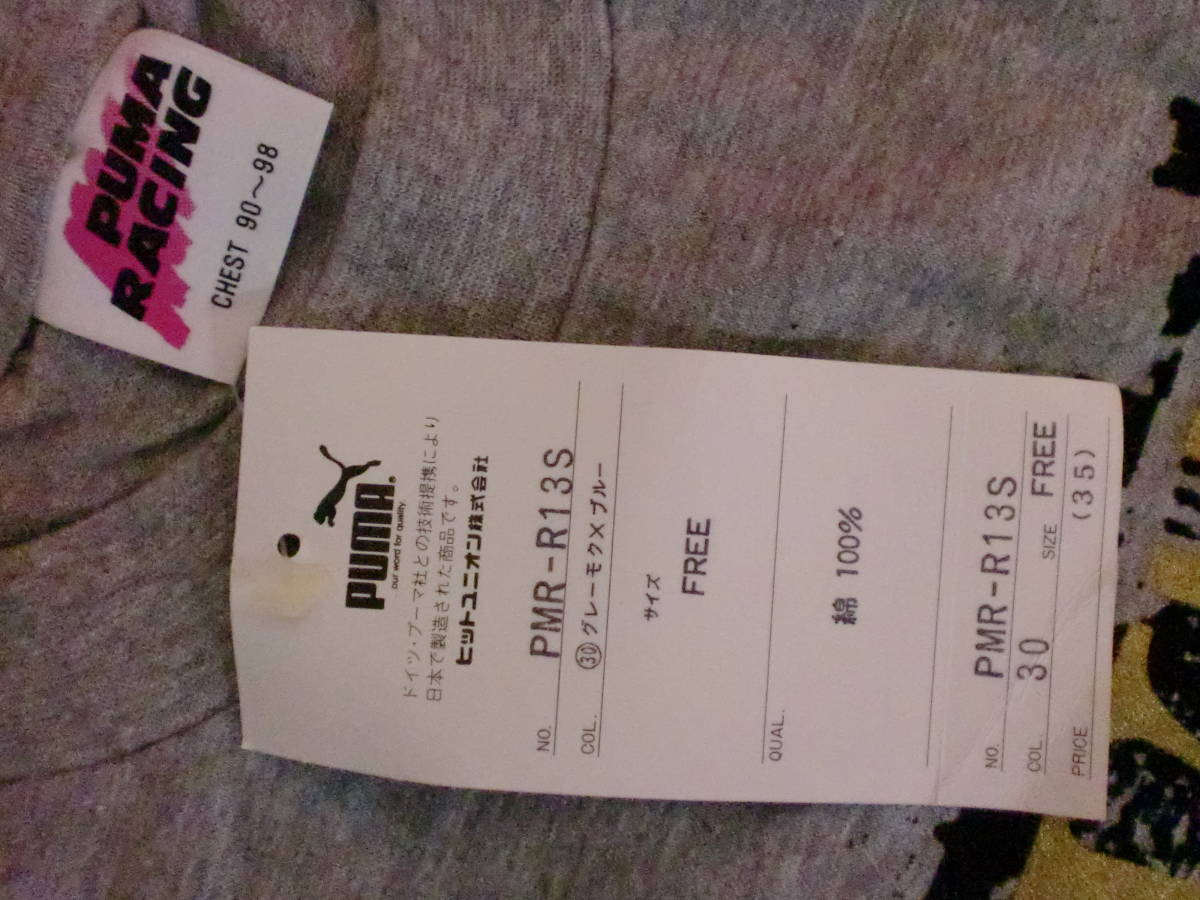 PUMA
RACING
CHEST 90〜98
PUMA®
our word for quality
ドイツ・プーマ社との技術提携により
日本で製造された商品です。
ヒットユニオン株式会社
NO. PMR-R13S
COL. ㉚グレーモク×ブルー
サイズ
FREE
QUAL.
綿 100%
NO. PMR-R13S
COL. 30 SIZE FREE
PRICE (35)